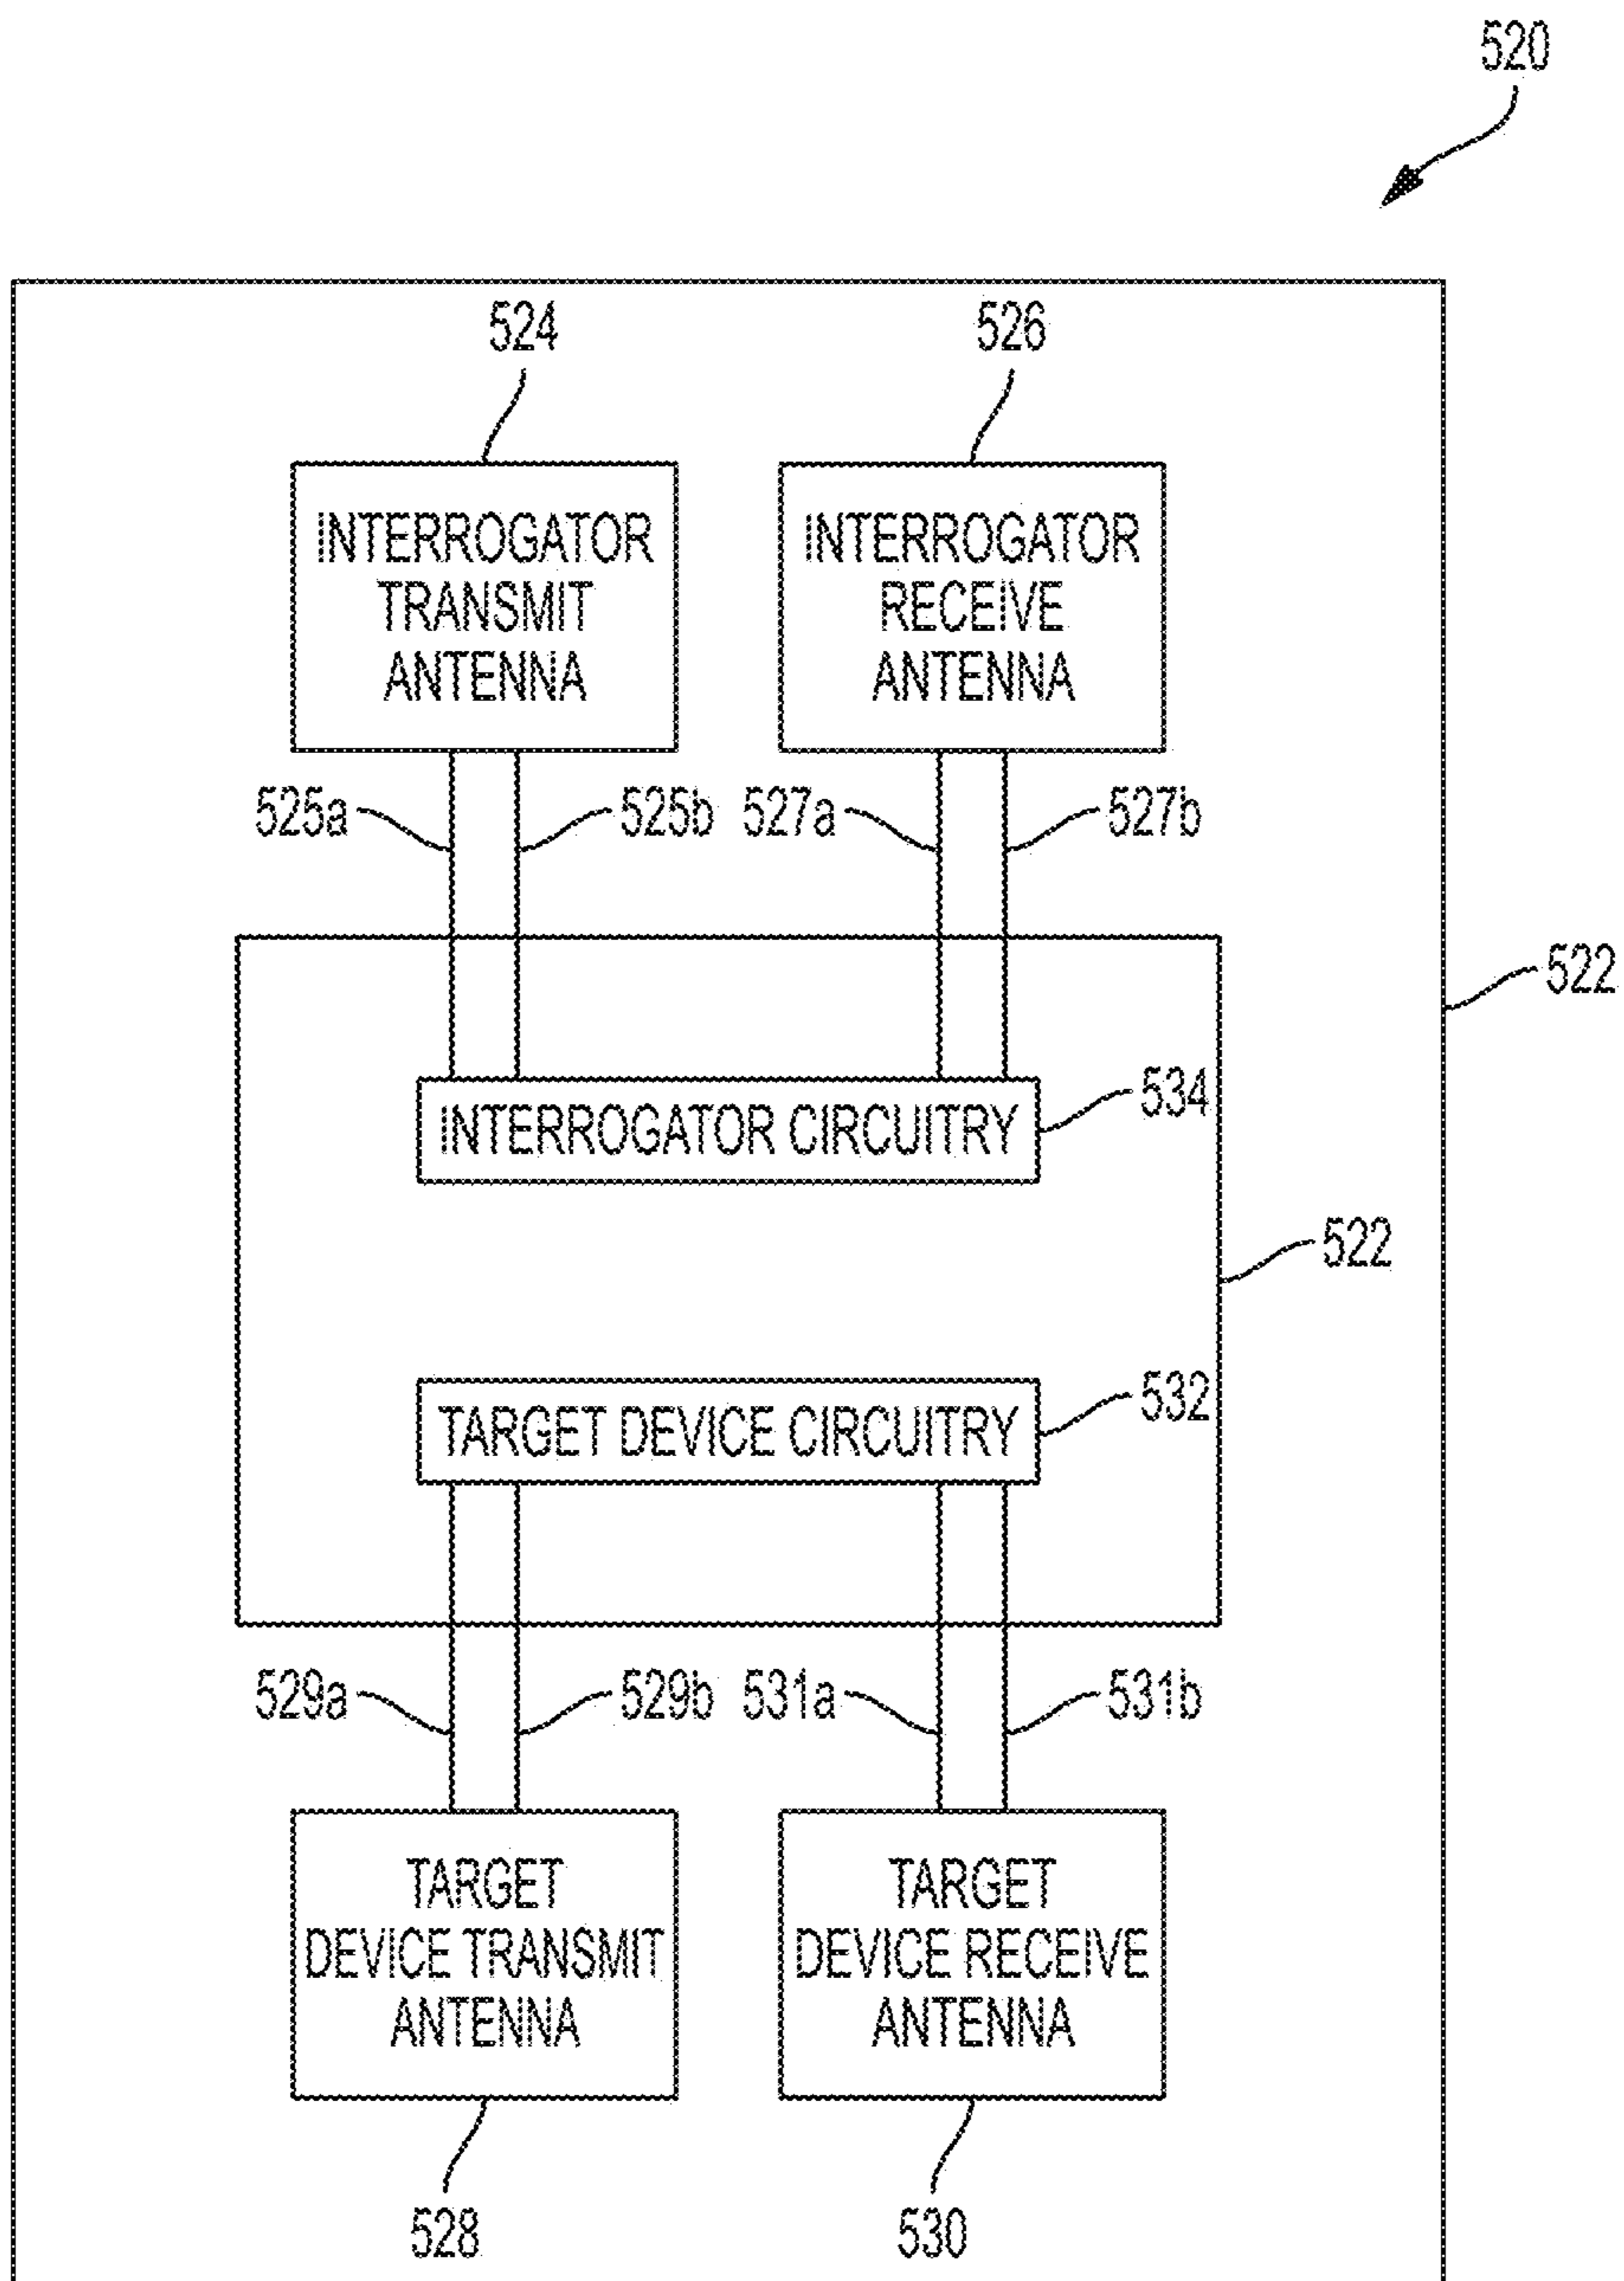 520
524
526
INTERROGATOR
TRANSMIT
ANTENNA
INTERROGATOR
RECEIVE
ANTENNA
525a
525b
527a
527b
522
INTERROGATOR CIRCUITRY
534
522
TARGET DEVICE CIRCUITRY
532
529a
529b
531a
531b
TARGET
DEVICE TRANSMIT
ANTENNA
TARGET
DEVICE RECEIVE
ANTENNA
528
530